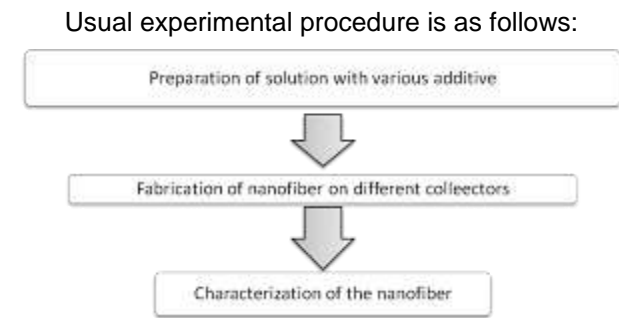 Usual experimental procedure is as follows:
Preparation of solution with various additive
Fabrication of nanofiber on different colleectors
Characterization of the nanofiber